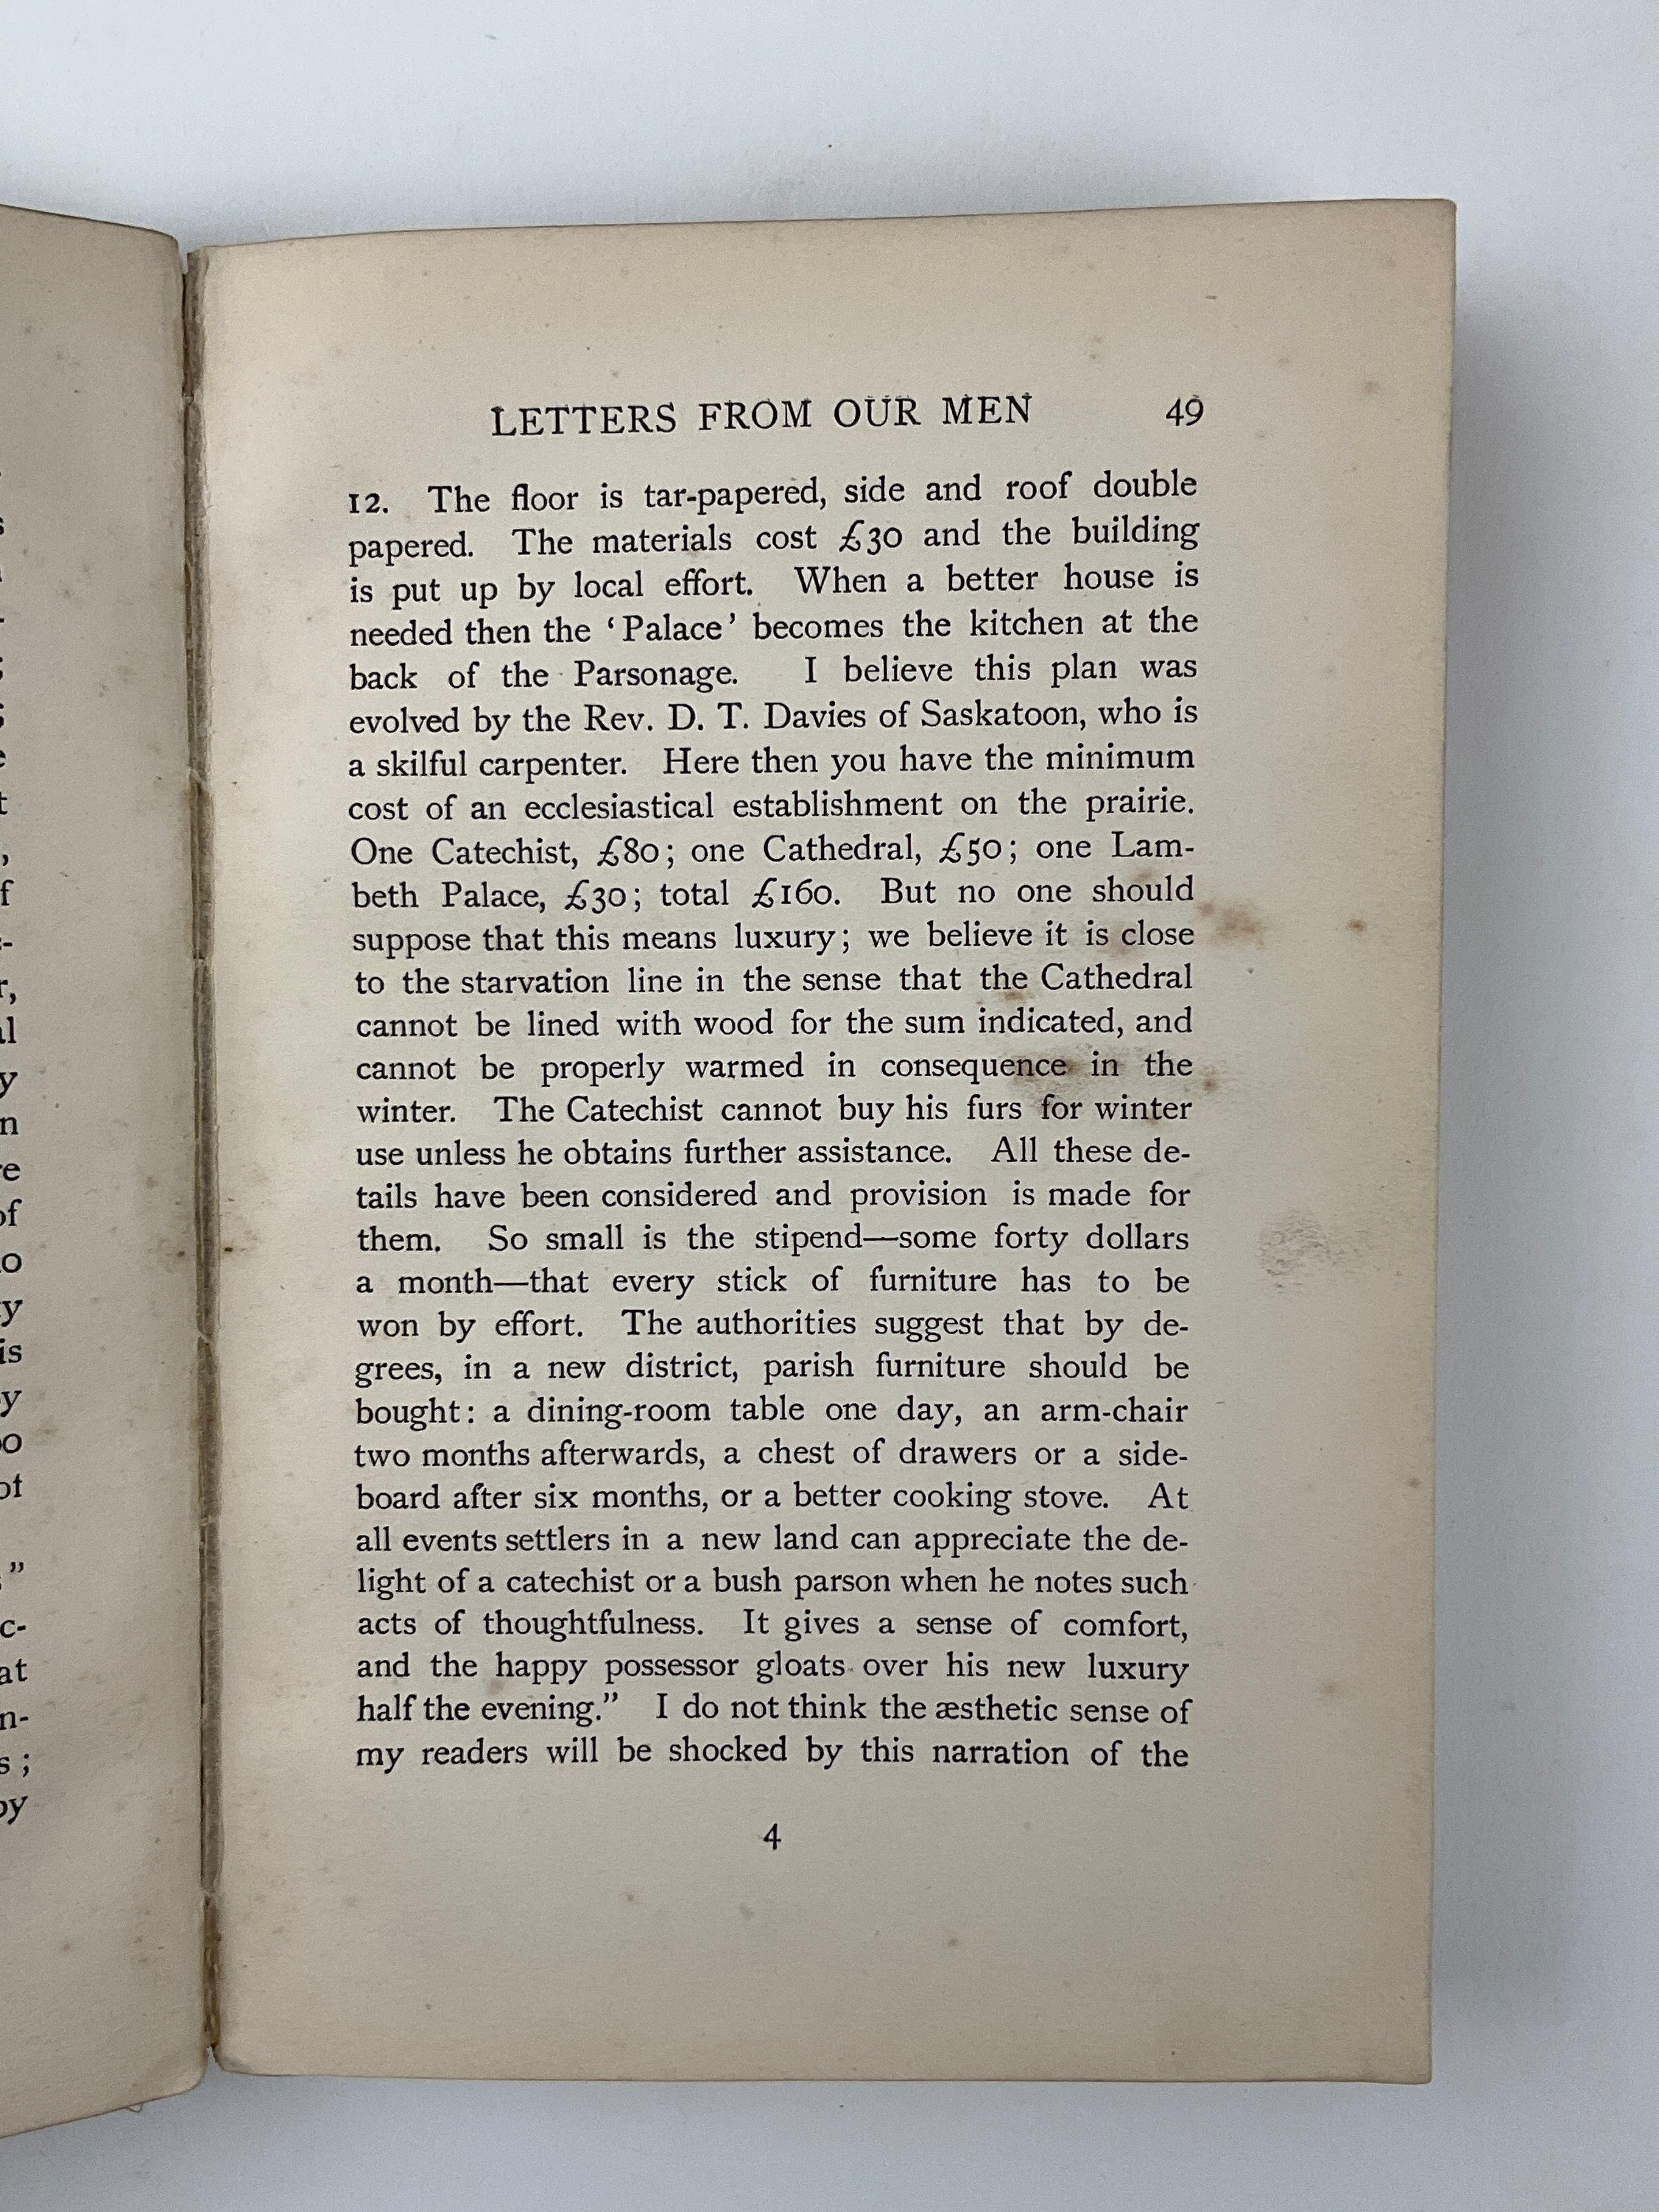 LETTERS FROM OUR MEN 49
12. The floor is tar-papered, side and roof double
papered. The materials cost £30 and the building
is put up by local effort. When a better house is
needed then the ‘Palace’ becomes the kitchen at the
back of the Parsonage. I believe this plan was
evolved by the Rev. D. T. Davies of Saskatoon, who is
a skilful carpenter. Here then you have the minimum
cost of an ecclesiastical establishment on the prairie.
One Catechist, £80; one Cathedral, £50; one Lam-
beth Palace, £30; total £160. But no one should
suppose that this means luxury; we believe it is close
to the starvation line in the sense that the Cathedral
cannot be lined with wood for the sum indicated, and
cannot be properly warmed in consequence in the
winter. The Catechist cannot buy his furs for winter
use unless he obtains further assistance. All these de-
tails have been considered and provision is made for
them. So small is the stipend—some forty dollars
a month—that every stick of furniture has to be
won by effort. The authorities suggest that by de-
grees, in a new district, parish furniture should be
bought: a dining-room table one day, an arm-chair
two months afterwards, a chest of drawers or a side-
board after six months, or a better cooking stove. At
all events settlers in a new land can appreciate the de-
light of a catechist or a bush parson when he notes such
acts of thoughtfulness. It gives a sense of comfort,
and the happy possessor gloats over his new luxury
half the evening.” I do not think the æsthetic sense of
my readers will be shocked by this narration of the
4